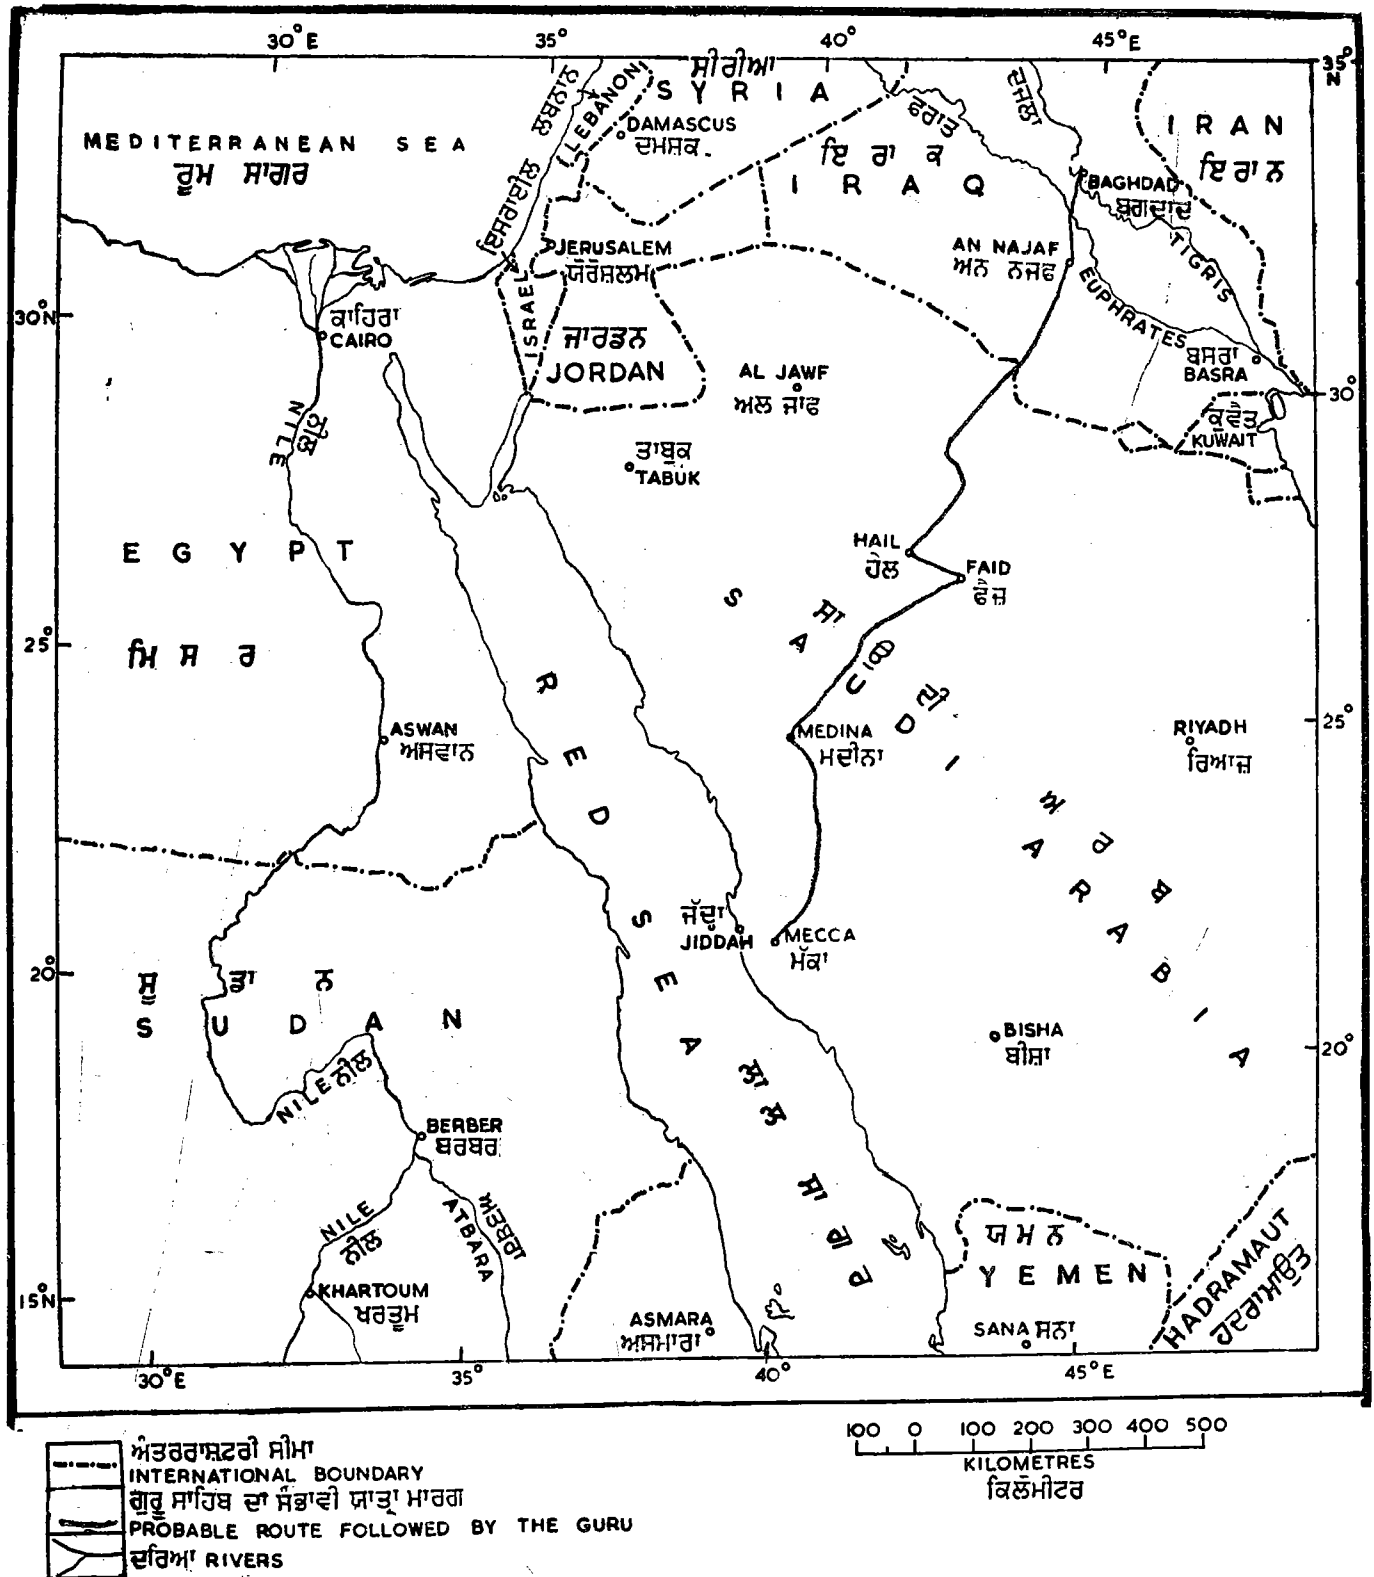 30°E 35° 40° 45°E
35° N
ਸੀਰੀਆ
SYRIA
ਲਬਨਾਨ
LEBANON
ਫਰਾਤ
ਦਜਲਾ
DAMASCUS
ਦਮਸ਼ਕ
IRAN
ਇਰਾਨ
MEDITERRANEAN SEA
ਰੂਮ ਸਾਗਰ
ਇ ਰਾ ਕ
IRAQ
BAGHDAD
ਬਗਦਾਦ
ਇਸਰਾਈਲ
ISRAEL
JERUSALEM
ਯੋਰੋਸ਼ਲਮ
AN NAJAF
ਅਨ ਨਜਫ
TIGRIS
EUPHRATES
30°N
ਕਾਹਿਰਾ
CAIRO
ਜਾਰਡਨ
JORDAN
AL JAWF
ਅਲ ਜਾਫ
ਬਸਰਾ
BASRA
30°
ਕੁਵੈਤ
KUWAIT
NILE
ਨੀਲ
ਤਾਬੁਕ
TABUK
EGYPT
ਮਿ ਸ ਰ
HAIL
ਹੇਲ
FAID
ਫੈਜ਼
SAUDI ARABIA
ਸਾਊਦੀ ਅਰਬ
25°
25°
ASWAN
ਅਸਵਾਨ
MEDINA
ਮਦੀਨਾ
RIYADH
ਰਿਆਜ਼
RED SEA
ਲਾਲ ਸਾਗਰ
ਜੱਦਾ
JIDDAH
MECCA
ਮੱਕਾ
20°
ਸੂ ਡਾ ਨ
SUDAN
BISHA
ਬੀਸ਼ਾ
20°
NILE ਨੀਲ
BERBER
ਬਰਬਰ
NILE
ਨੀਲ
ਅਤਬਰਾ
ATBARA
ਯਮਨ
YEMEN
HADRAMAUT
ਹਦਰਾਮਾਉਤ
15°N
KHARTOUM
ਖਰਤੂਮ
ASMARA
ਅਸਮਾਰਾ
SANA ਸਨਾ
30°E 35° 40° 45°E
100 0 100 200 300 400 500
KILOMETRES
ਕਿਲੋਮੀਟਰ
ਅੰਤਰਰਾਸ਼ਟਰੀ ਸੀਮਾ
INTERNATIONAL BOUNDARY
ਗੁਰੂ ਸਾਹਿਬ ਦਾ ਸੰਭਾਵੀ ਯਾਤ੍ਰਾ ਮਾਰਗ
PROBABLE ROUTE FOLLOWED BY THE GURU
ਦਰਿਆ RIVERS